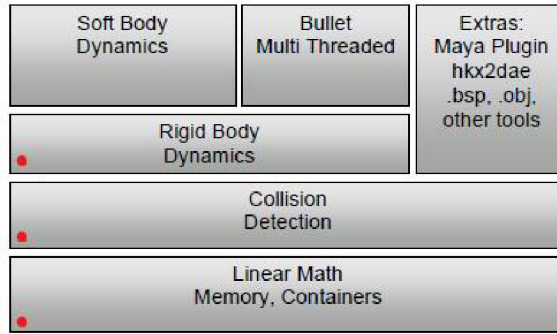 Soft Body
Dynamics
Bullet
Multi Threaded
Extras:
Maya Plugin
hkx2dae
.bsp, .obj,
other tools
Rigid Body
Dynamics
Collision
Detection
Linear Math
Memory, Containers